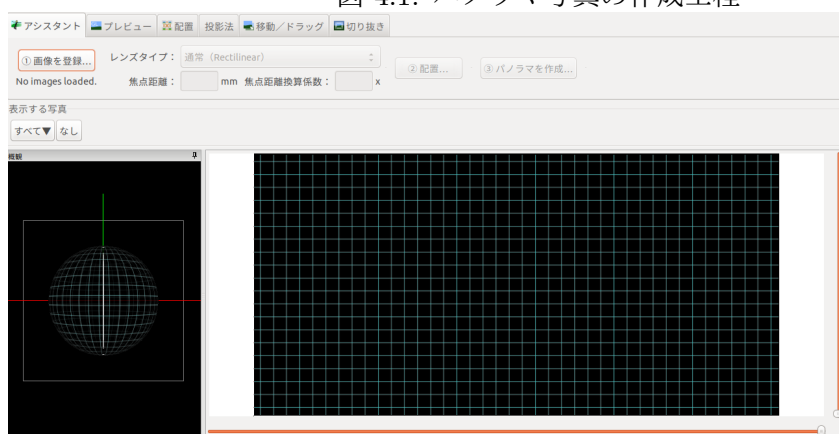 図 4.1: パノラマ写真の作成工程
アシスタント プレビュー 配置 投影法 移動／ドラッグ 切り抜き
① 画像を登録... レンズタイプ： 通常（Rectilinear） ② 配置... ③ パノラマを作成...
No images loaded. 焦点距離： mm 焦点距離換算係数： x
表示する写真
すべて▼ なし
概観